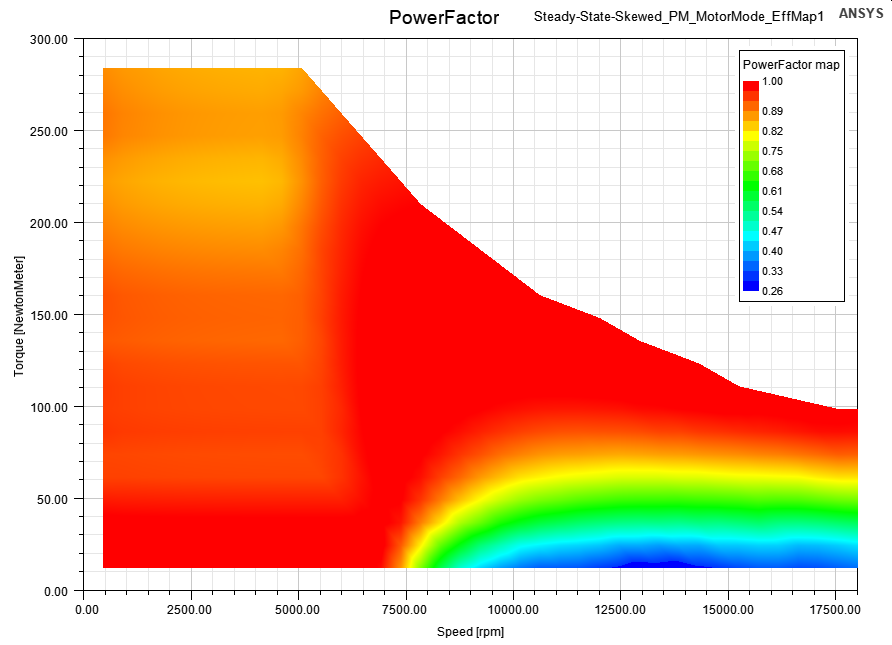 PowerFactor
Steady-State-Skewed_PM_MotorMode_EffMap1
ANSYS
PowerFactor map
1.00
0.89
0.82
0.75
0.68
0.61
0.54
0.47
0.40
0.33
0.26
300.00
250.00
200.00
150.00
100.00
50.00
0.00
Torque [NewtonMeter]
0.00 2500.00 5000.00 7500.00 10000.00 12500.00 15000.00 17500.00
Speed [rpm]